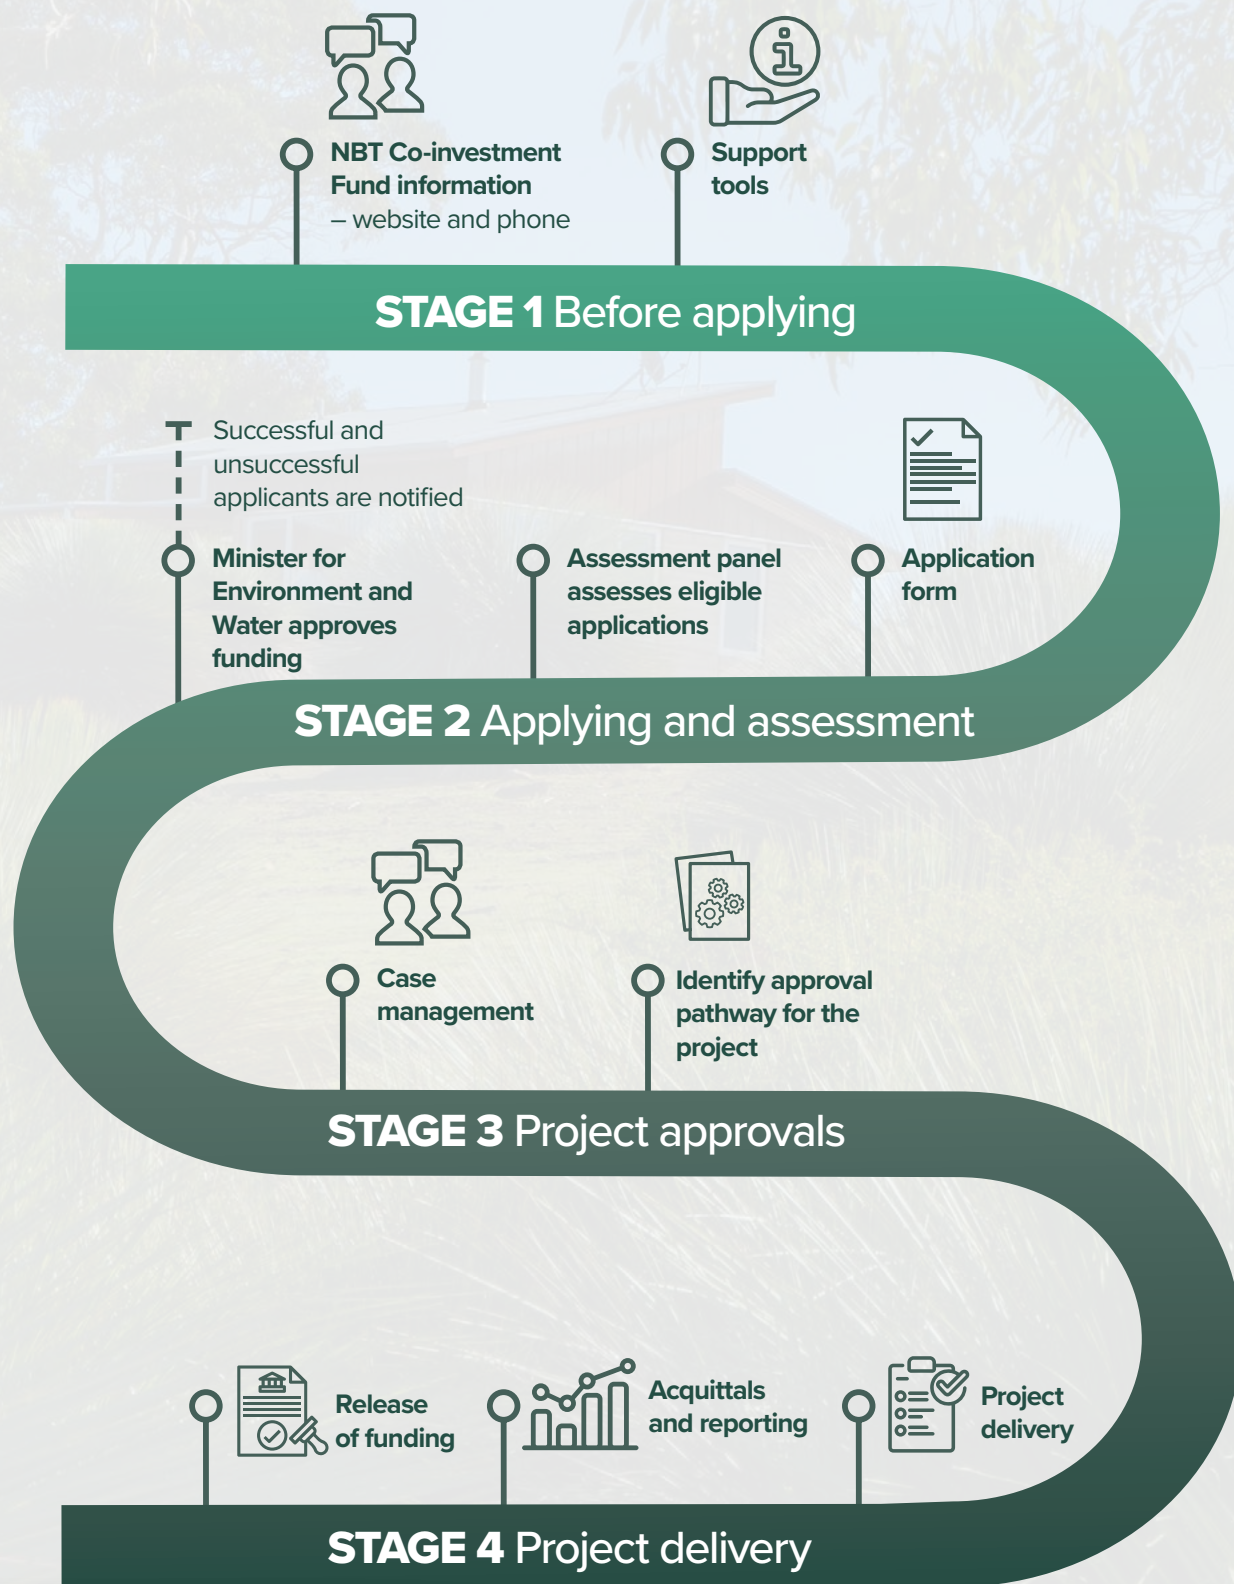 NBT Co-investment
Fund information
– website and phone
Support
tools
STAGE 1 Before applying
Successful and
unsuccessful
applicants are notified
Minister for
Environment and
Water approves
funding
Assessment panel
assesses eligible
applications
Application
form
STAGE 2 Applying and assessment
Case
management
Identify approval
pathway for the
project
STAGE 3 Project approvals
Release
of funding
Acquittals
and reporting
Project
delivery
STAGE 4 Project delivery